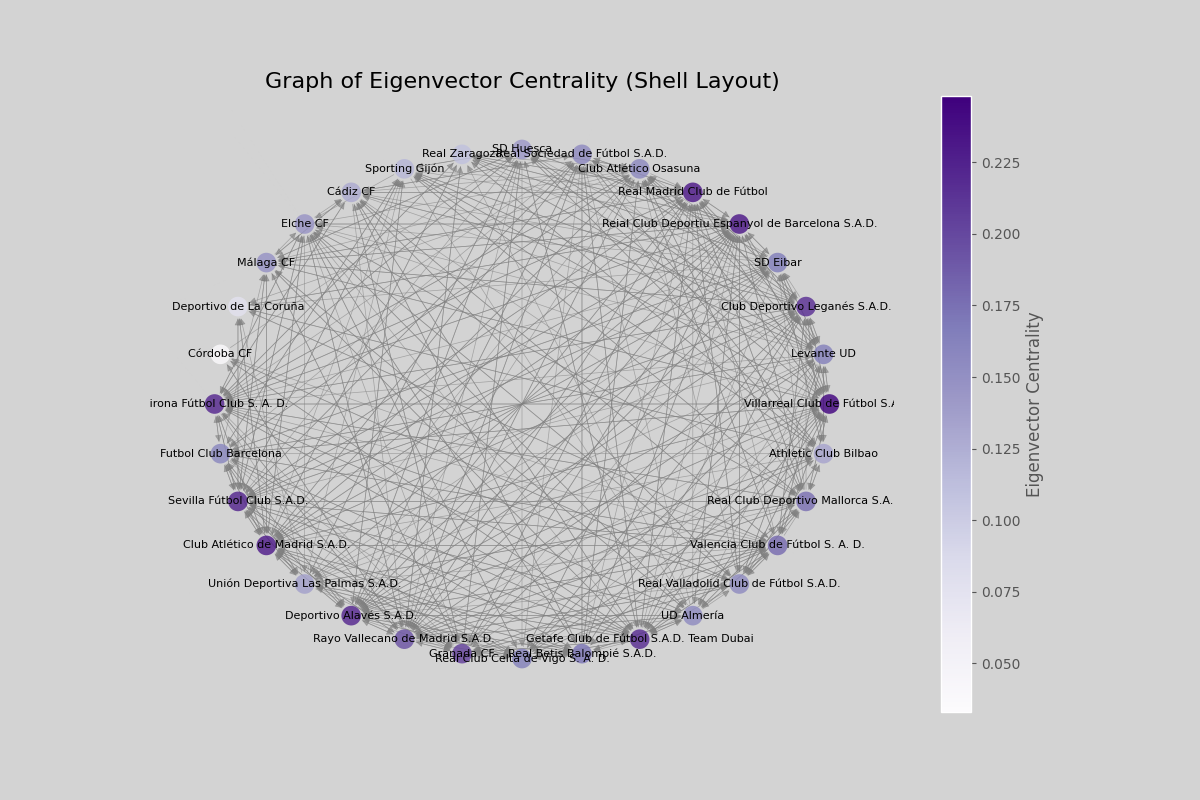 Graph of Eigenvector Centrality (Shell Layout)
SD Huesca
Real Zaragoza
Real Sociedad de Fútbol S.A.D.
Sporting Gijón
Club Atlético Osasuna
Cádiz CF
Real Madrid Club de Fútbol
Elche CF
Reial Club Deportiu Espanyol de Barcelona S.A.D.
Málaga CF
SD Eibar
Deportivo de La Coruña
Club Deportivo Leganés S.A.D.
Córdoba CF
Levante UD
irona Fútbol Club S. A. D.
Villarreal Club de Fútbol S.A
Futbol Club Barcelona
Athletic Club Bilbao
Sevilla Fútbol Club S.A.D.
Real Club Deportivo Mallorca S.A.
Club Atlético de Madrid S.A.D.
Valencia Club de Fútbol S. A. D.
Unión Deportiva Las Palmas S.A.D.
Real Valladolid Club de Fútbol S.A.D.
Deportivo Alavés S.A.D.
UD Almería
Rayo Vallecano de Madrid S.A.D.
Getafe Club de Fútbol S.A.D. Team Dubai
Granada CF
Real Betis Balompié S.A.D.
Real Club Celta de Vigo S. A. D.
0.225
0.200
0.175
0.150
0.125
0.100
0.075
0.050
Eigenvector Centrality